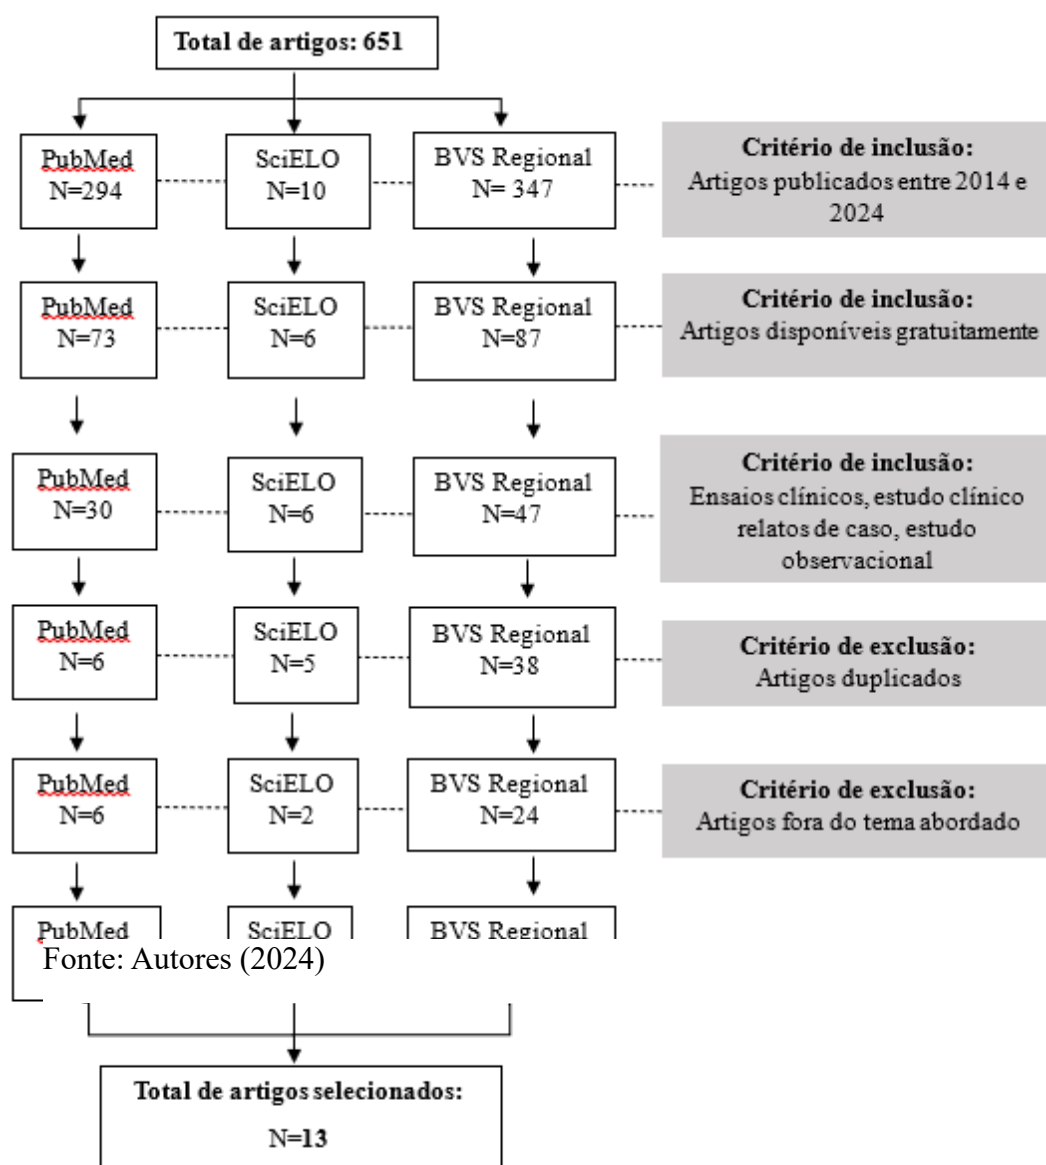 Total de artigos: 651
PubMed
N=294
SciELO
N=10
BVS Regional
N= 347
Critério de inclusão:
Artigos publicados entre 2014 e
2024
PubMed
N=73
SciELO
N=6
BVS Regional
N=87
Critério de inclusão:
Artigos disponíveis gratuitamente
PubMed
N=30
SciELO
N=6
BVS Regional
N=47
Critério de inclusão:
Ensaios clínicos, estudo clínico
relatos de caso, estudo
observacional
PubMed
N=6
SciELO
N=5
BVS Regional
N=38
Critério de exclusão:
Artigos duplicados
PubMed
N=6
SciELO
N=2
BVS Regional
N=24
Critério de exclusão:
Artigos fora do tema abordado
PubMed
SciELO
BVS Regional
Fonte: Autores (2024)
Total de artigos selecionados:
N=13